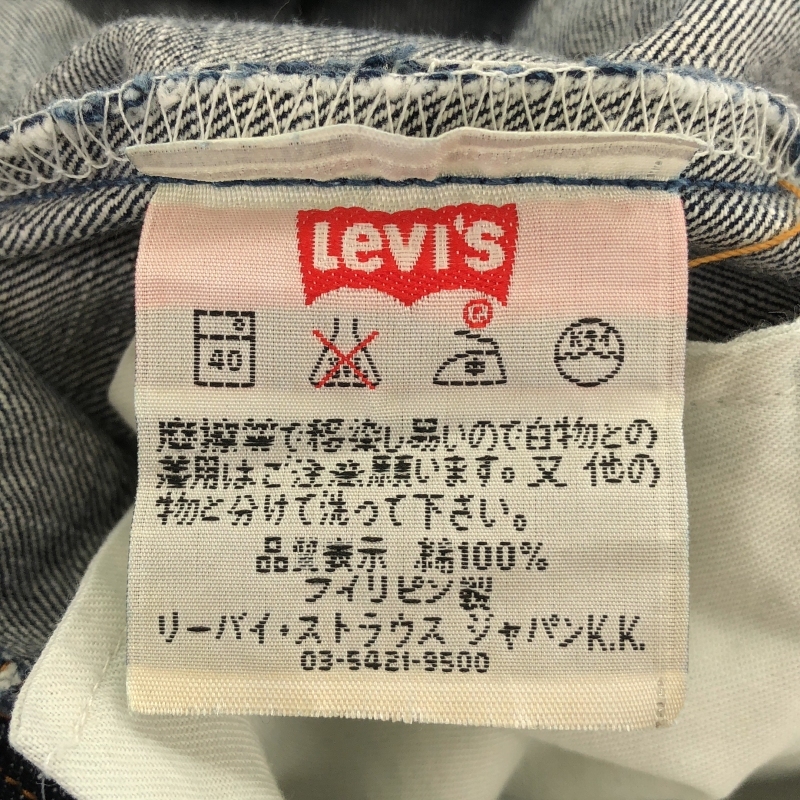 Levi's
®
40
摩擦等で移染し易いので白物との
着用はご注意願います。又 他の
物と分けて洗って下さい。
品質表示 綿100%
フィリピン製
リーバイ・ストラウス ジャパンK.K.
03-5421-9500